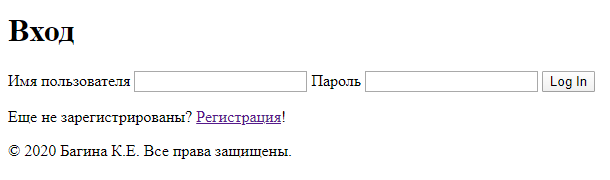 Вход
Имя пользователя Пароль Log In
Еще не зарегистрированы? Регистрация!
© 2020 Багина К.Е. Все права защищены.